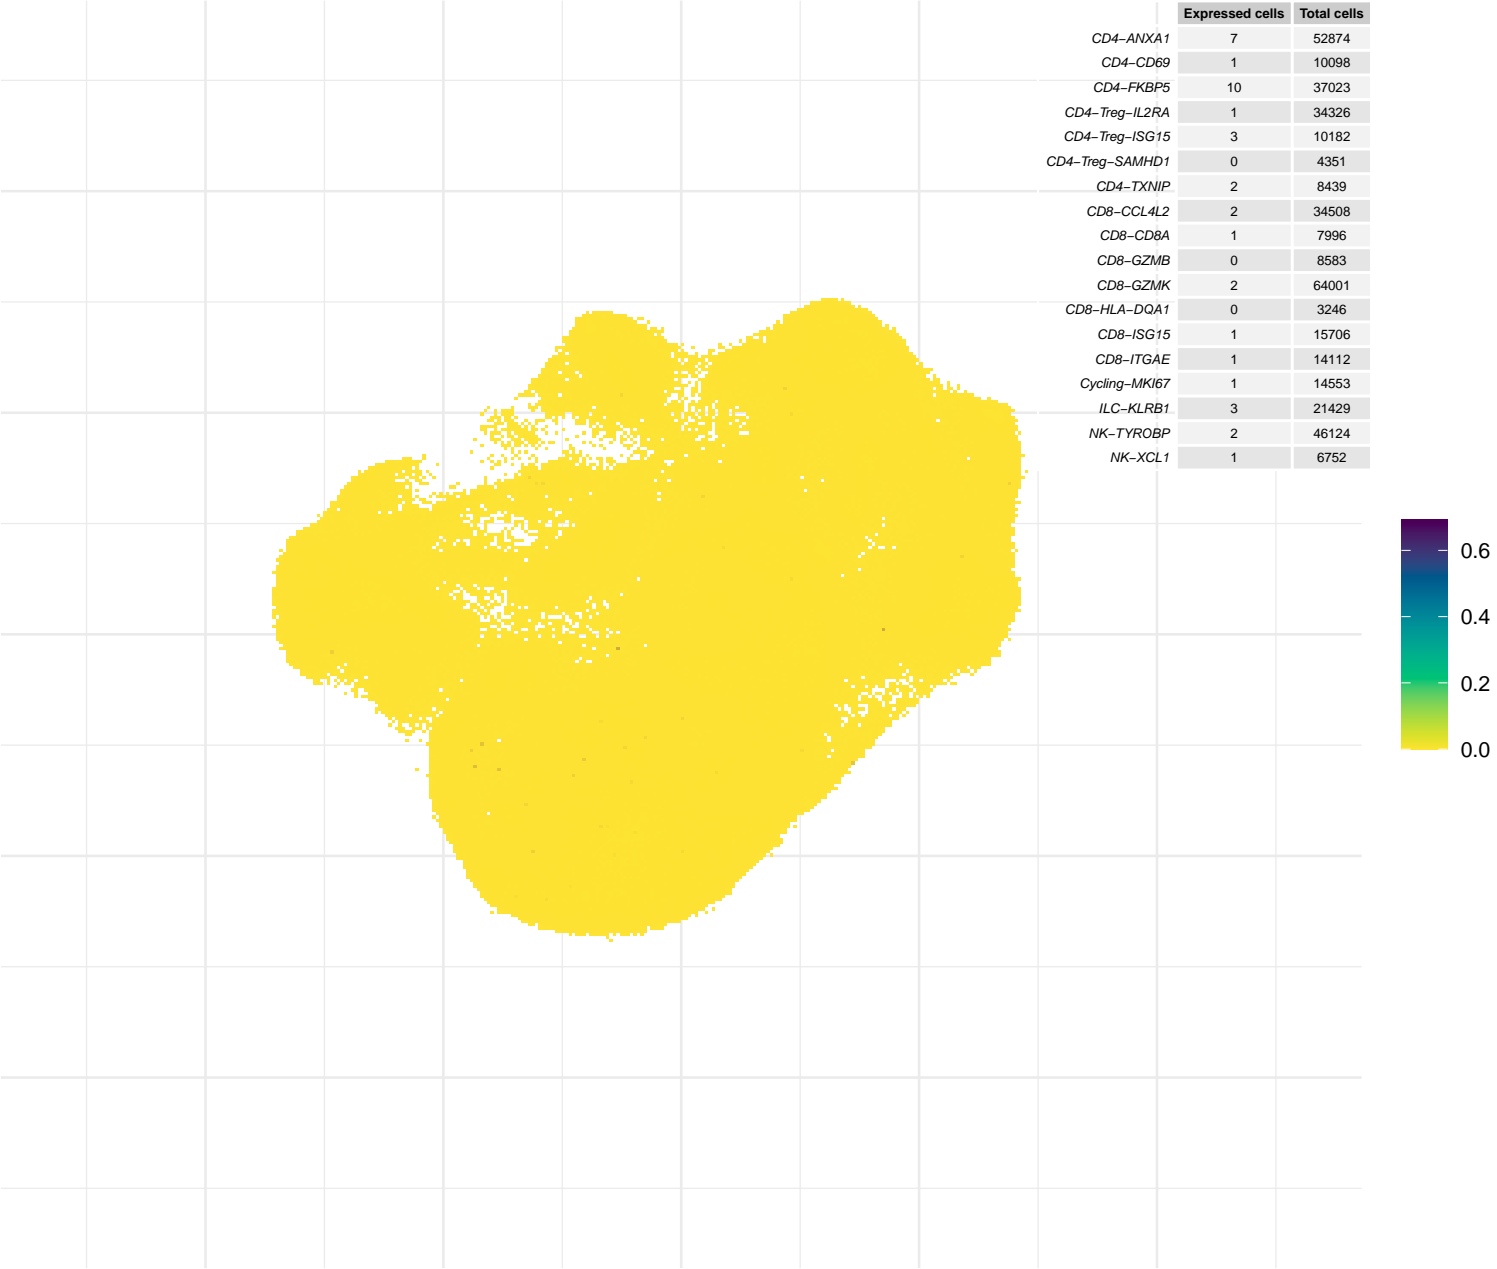 Expressed cells Total cells
CD4−ANXA1 7 52874
CD4−CD69 1 10098
CD4−FKBP5 10 37023
CD4−Treg−IL2RA 1 34326
CD4−Treg−ISG15 3 10182
CD4−Treg−SAMHD1 0 4351
CD4−TXNIP 2 8439
CD8−CCL4L2 2 34508
CD8−CD8A 1 7996
CD8−GZMB 0 8583
CD8−GZMK 2 64001
CD8−HLA−DQA1 0 3246
CD8−ISG15 1 15706
CD8−ITGAE 1 14112
Cycling−MKI67 1 14553
ILC−KLRB1 3 21429
NK−TYROBP 2 46124
NK−XCL1 1 6752
0.6
0.4
0.2
0.0